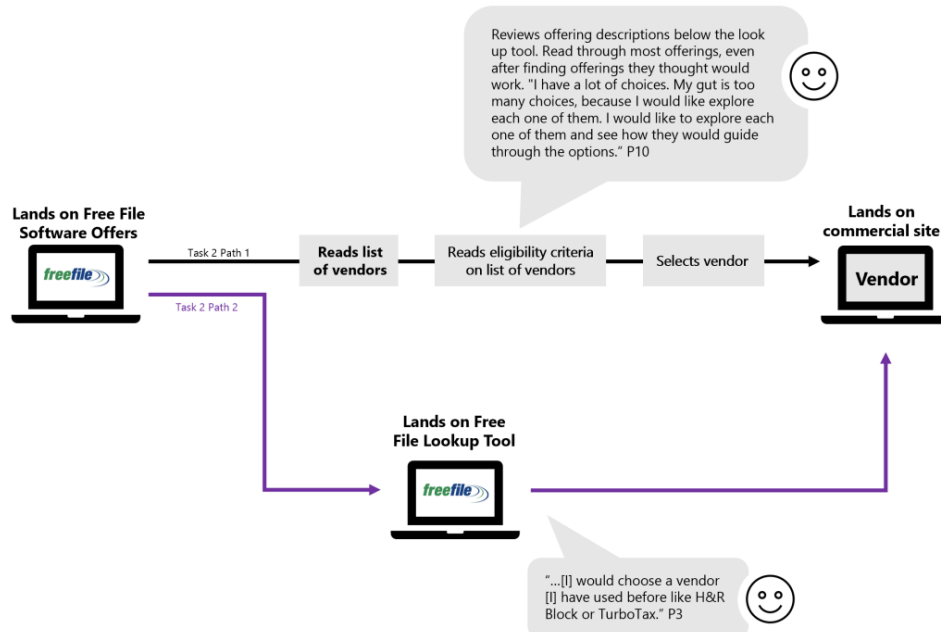 Reviews offering descriptions below the look
up tool. Read through most offerings, even
after finding offerings they thought would
work. "I have a lot of choices. My gut is too
many choices, because I would like explore
each one of them. I would like to explore each
one of them and see how they would guide
through the options.” P10
Lands on Free File
Software Offers
freefile
Task 2 Path 1
Reads list
of vendors
Reads eligibility criteria
on list of vendors
Selects vendor
Lands on
commercial site
Vendor
Task 2 Path 2
Lands on Free
File Lookup Tool
freefile
“...[I] would choose a vendor
[I] have used before like H&R
Block or TurboTax.” P3